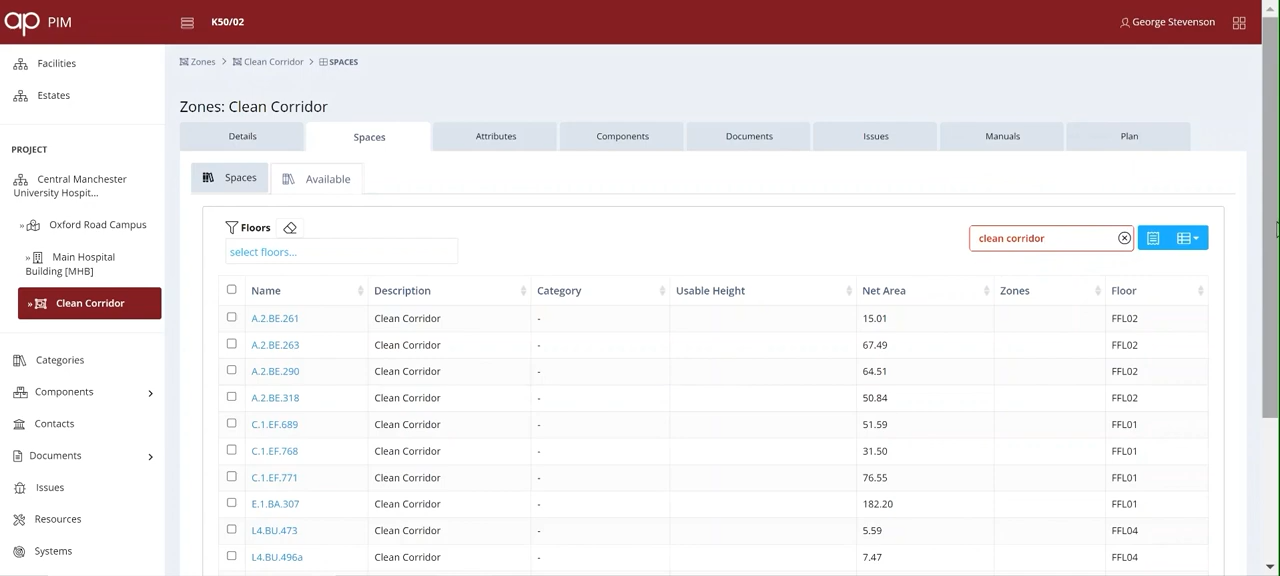 ap PIM
K50/02
George Stevenson
Facilities
Estates
PROJECT
Central Manchester
University Hospit...
» Oxford Road Campus
» Main Hospital
Building [MHB]
» Clean Corridor
Categories
Components
Contacts
Documents
Issues
Resources
Systems
Zones > Clean Corridor > SPACES
Zones: Clean Corridor
Details Spaces Attributes Components Documents Issues Manuals Plan
Spaces Available
Floors
select floors...
clean corridor
Name Description Category Usable Height Net Area Zones Floor
A.2.BE.261 Clean Corridor - 15.01 FFL02
A.2.BE.263 Clean Corridor - 67.49 FFL02
A.2.BE.290 Clean Corridor - 64.51 FFL02
A.2.BE.318 Clean Corridor - 50.84 FFL02
C.1.EF.689 Clean Corridor - 51.59 FFL01
C.1.EF.768 Clean Corridor - 31.50 FFL01
C.1.EF.771 Clean Corridor - 76.55 FFL01
E.1.BA.307 Clean Corridor - 182.20 FFL01
L4.BU.473 Clean Corridor - 5.59 FFL04
L4.BU.496a Clean Corridor - 7.47 FFL04